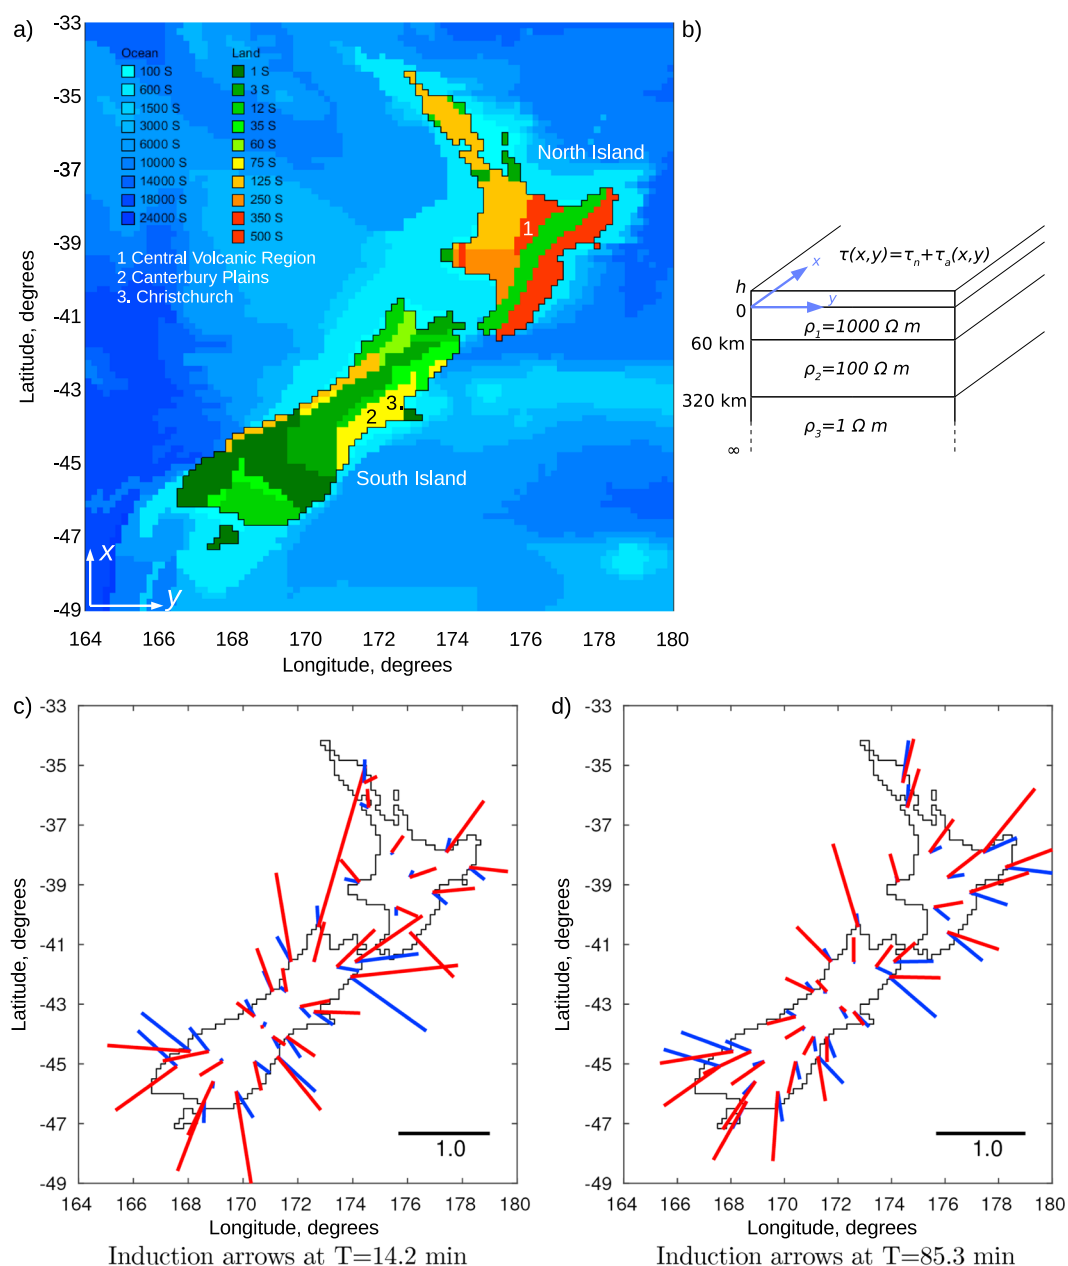 a)
-33
-35
-37
-39
-41
-43
-45
-47
-49
Latitude, degrees
Ocean
100 S
600 S
1500 S
3000 S
6000 S
10000 S
14000 S
18000 S
24000 S
Land
1 S
3 S
12 S
35 S
60 S
75 S
125 S
250 S
350 S
500 S
1 Central Volcanic Region
2 Canterbury Plains
3. Christchurch
North Island
1
2
3.
South Island
x
y
164 166 168 170 172 174 176 178 180
Longitude, degrees
b)
τ(x,y)=τn+τa(x,y)
x
y
h
0
ρ1=1000 Ω m
60 km
ρ2=100 Ω m
320 km
ρ3=1 Ω m
∞
c)
-33
-35
-37
-39
-41
-43
-45
-47
-49
Latitude, degrees
1.0
164 166 168 170 172 174 176 178 180
Longitude, degrees
Induction arrows at T=14.2 min
d)
-33
-35
-37
-39
-41
-43
-45
-47
-49
Latitude, degrees
1.0
164 166 168 170 172 174 176 178 180
Longitude, degrees
Induction arrows at T=85.3 min